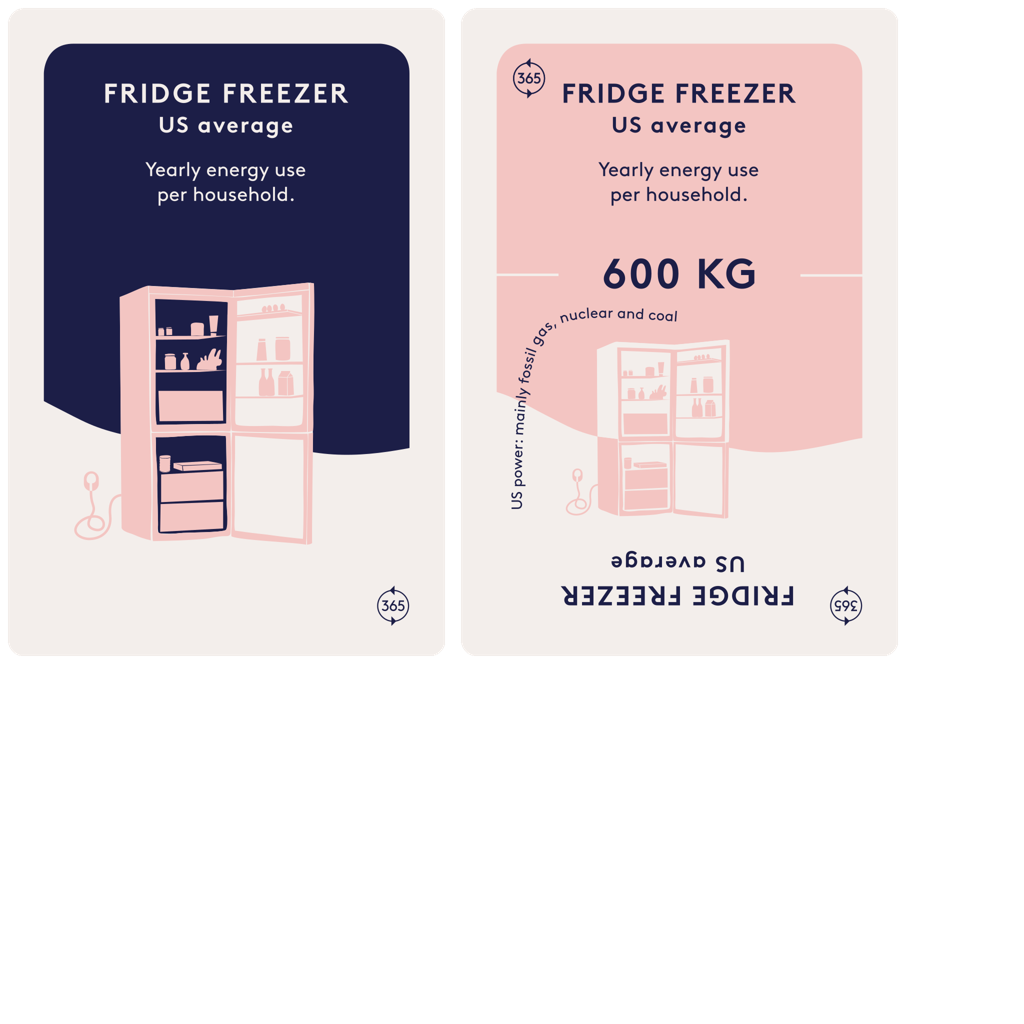 FRIDGE FREEZER
US average
Yearly energy use
per household.
365
365
FRIDGE FREEZER
US average
Yearly energy use
per household.
600 KG
US power: mainly fossil gas, nuclear and coal
US average
FRIDGE FREEZER
365